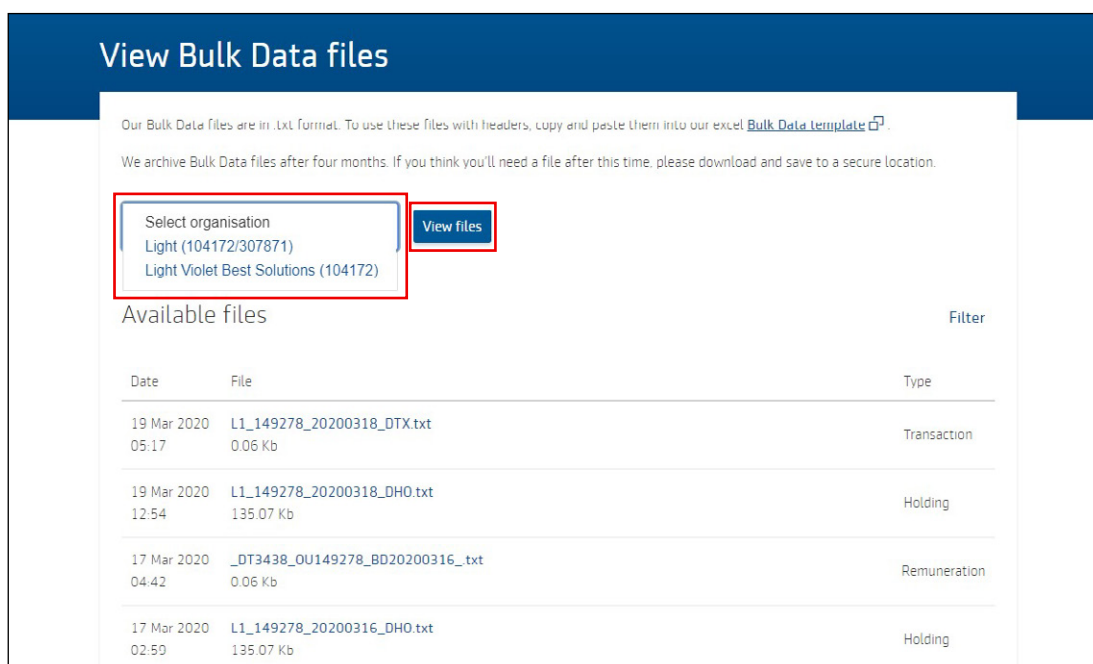 View Bulk Data files
Our Bulk Data files are in .txt format. To use these files with headers, copy and paste them into our excel Bulk Data template .
We archive Bulk Data files after four months. If you think you'll need a file after this time, please download and save to a secure location.
Select organisation
Light (104172/307871)
Light Violet Best Solutions (104172)
View files
Available files
Filter
Date File Type
19 Mar 2020 L1_149278_20200318_DTX.txt
05:17 0.06 Kb Transaction
19 Mar 2020 L1_149278_20200318_DHO.txt
12:54 135.07 Kb Holding
17 Mar 2020 _DT3438_OU149278_BD20200316_.txt
04:42 0.06 Kb Remuneration
17 Mar 2020 L1_149278_20200316_DHO.txt
02:59 135.07 Kb Holding